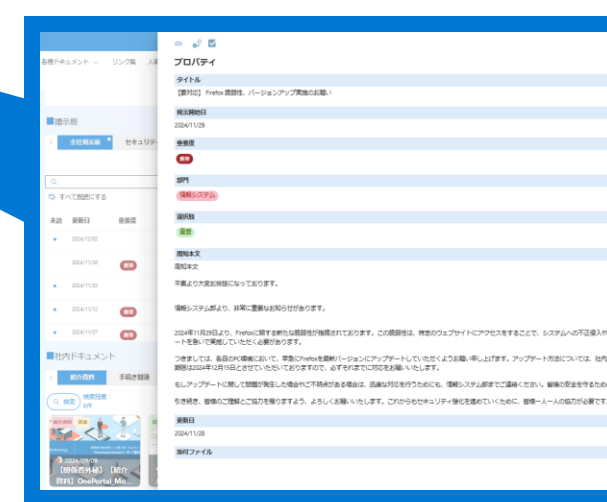 各種ドキュメント
リンク集
人事
掲示板
全社掲示板
セキュリテ
すべて既読にする
未読 更新日 重要度
2024/12/02
2024/11/28 重要
2024/11/23
2024/11/12 重要
2024/11/07 重要
社内ドキュメント
紹介資料
手続き関連
検索
検索結果
6件
2024/09/09
【関係者外秘】【紹介
資料】OnePortal_Mo...
プロパティ
タイトル
【要対応】Firefox 脆弱性、バージョンアップ実施のお願い
掲示開始日
2024/11/29
重要度
重要
部門
情報システム
選択肢
重要
周知本文
周知本文
平素より大変お世話になっております。
情報システム部より、非常に重要なお知らせがあります。
2024年11月29日より、Firefoxに関する新たな脆弱性が指摘されております。この脆弱性は、特定のウェブサイトにアクセスをすることで、システムへの不正侵入や
ートを急いで実施していただく必要があります。
つきましては、各自のPC環境において、早急にFirefoxを最新バージョンにアップデートしていただくようお願い申し上げます。アップデート方法については、社内
期限は2024年12月15日とさせていただいておりますので、必ずそれまでに対応をお願いいたします。
もしアップデートに関して問題が発生した場合やご不明点がある場合は、迅速な対応を行うためにも、情報システム部までご連絡ください。皆様の安全を守るため
引き続き、皆様のご理解とご協力を賜りますよう、よろしくお願いいたします。これからもセキュリティ強化を進めていくために、皆様一人一人の協力が必要です。
更新日
2024/11/28
添付ファイル